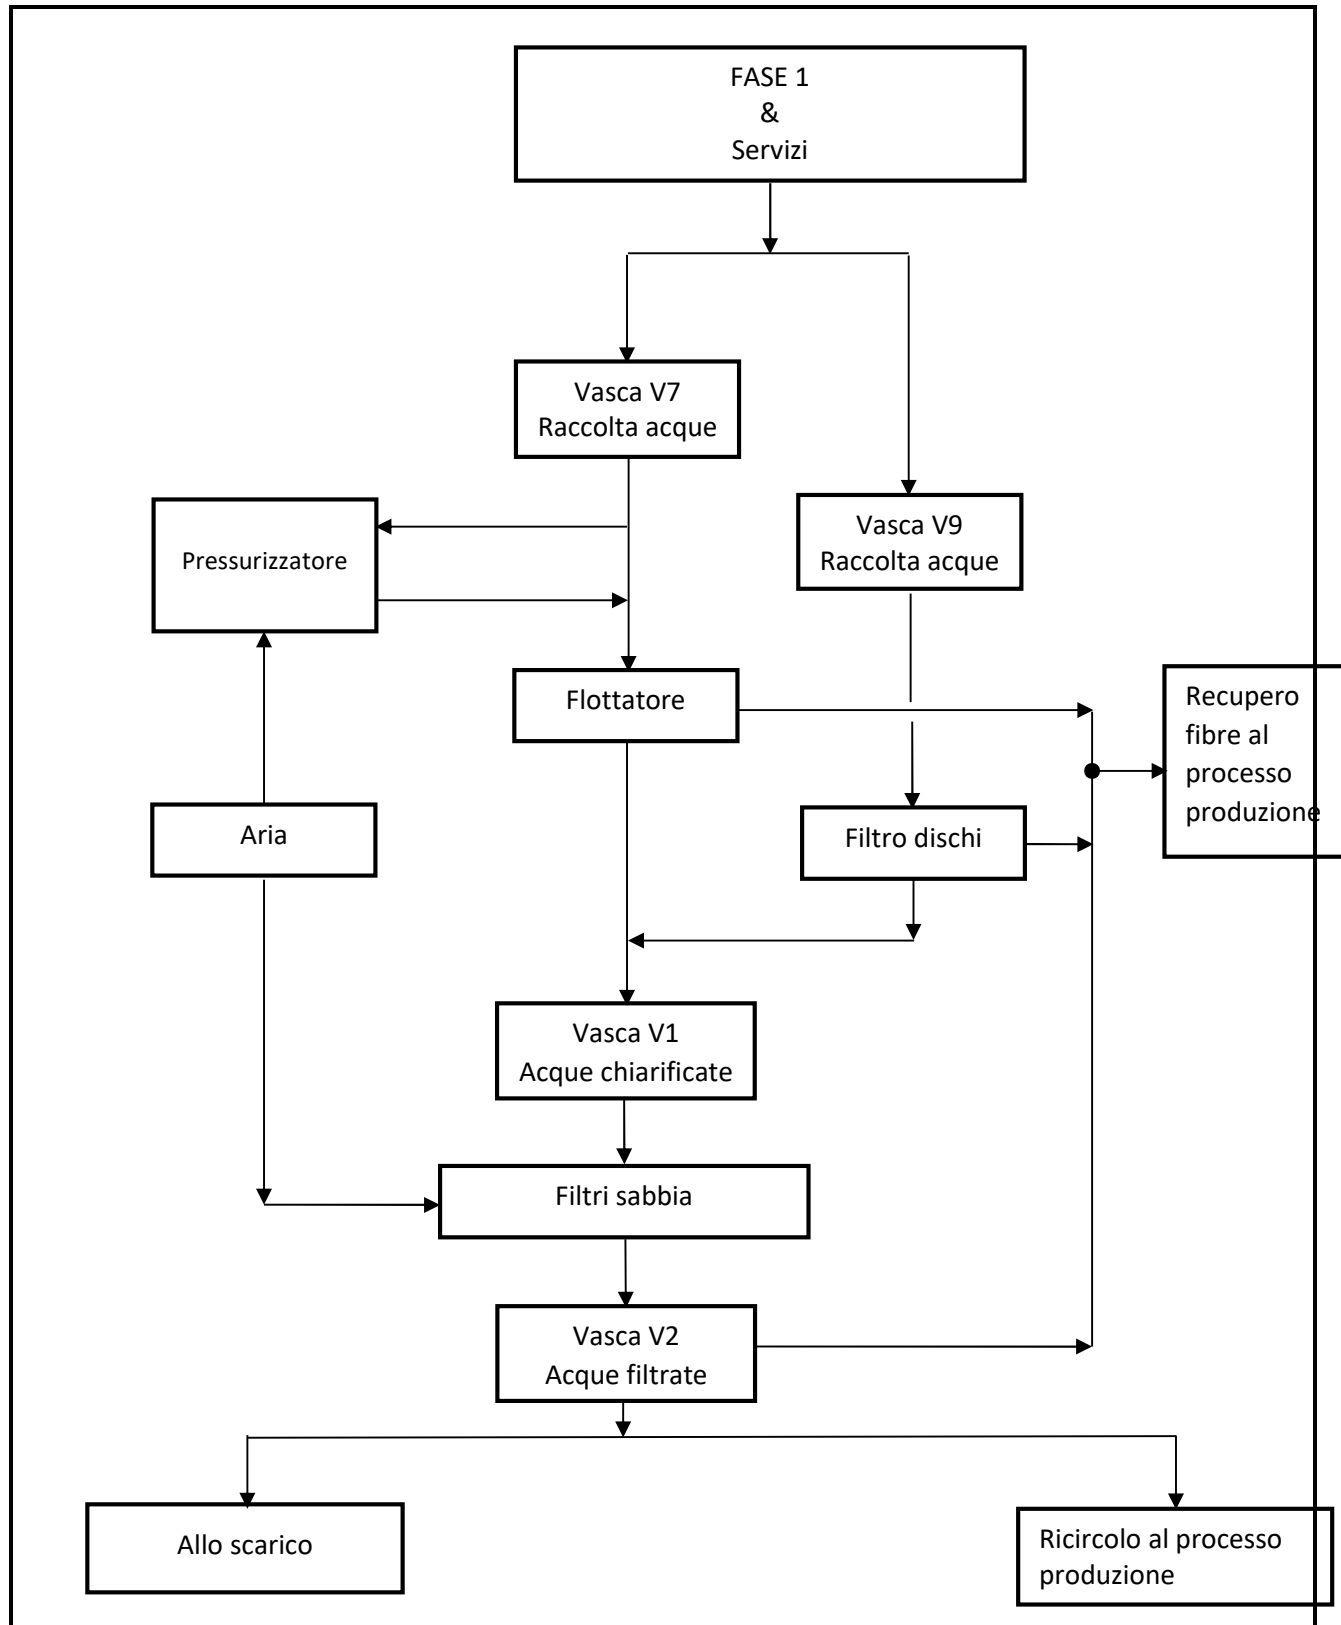 FASE 1
&
Servizi
Vasca V7
Raccolta acque
Vasca V9
Raccolta acque
Pressurizzatore
Flottatore
Recupero
fibre al
processo
produzione
Aria
Filtro dischi
Vasca V1
Acque chiarificate
Filtri sabbia
Vasca V2
Acque filtrate
Allo scarico
Ricircolo al processo
produzione